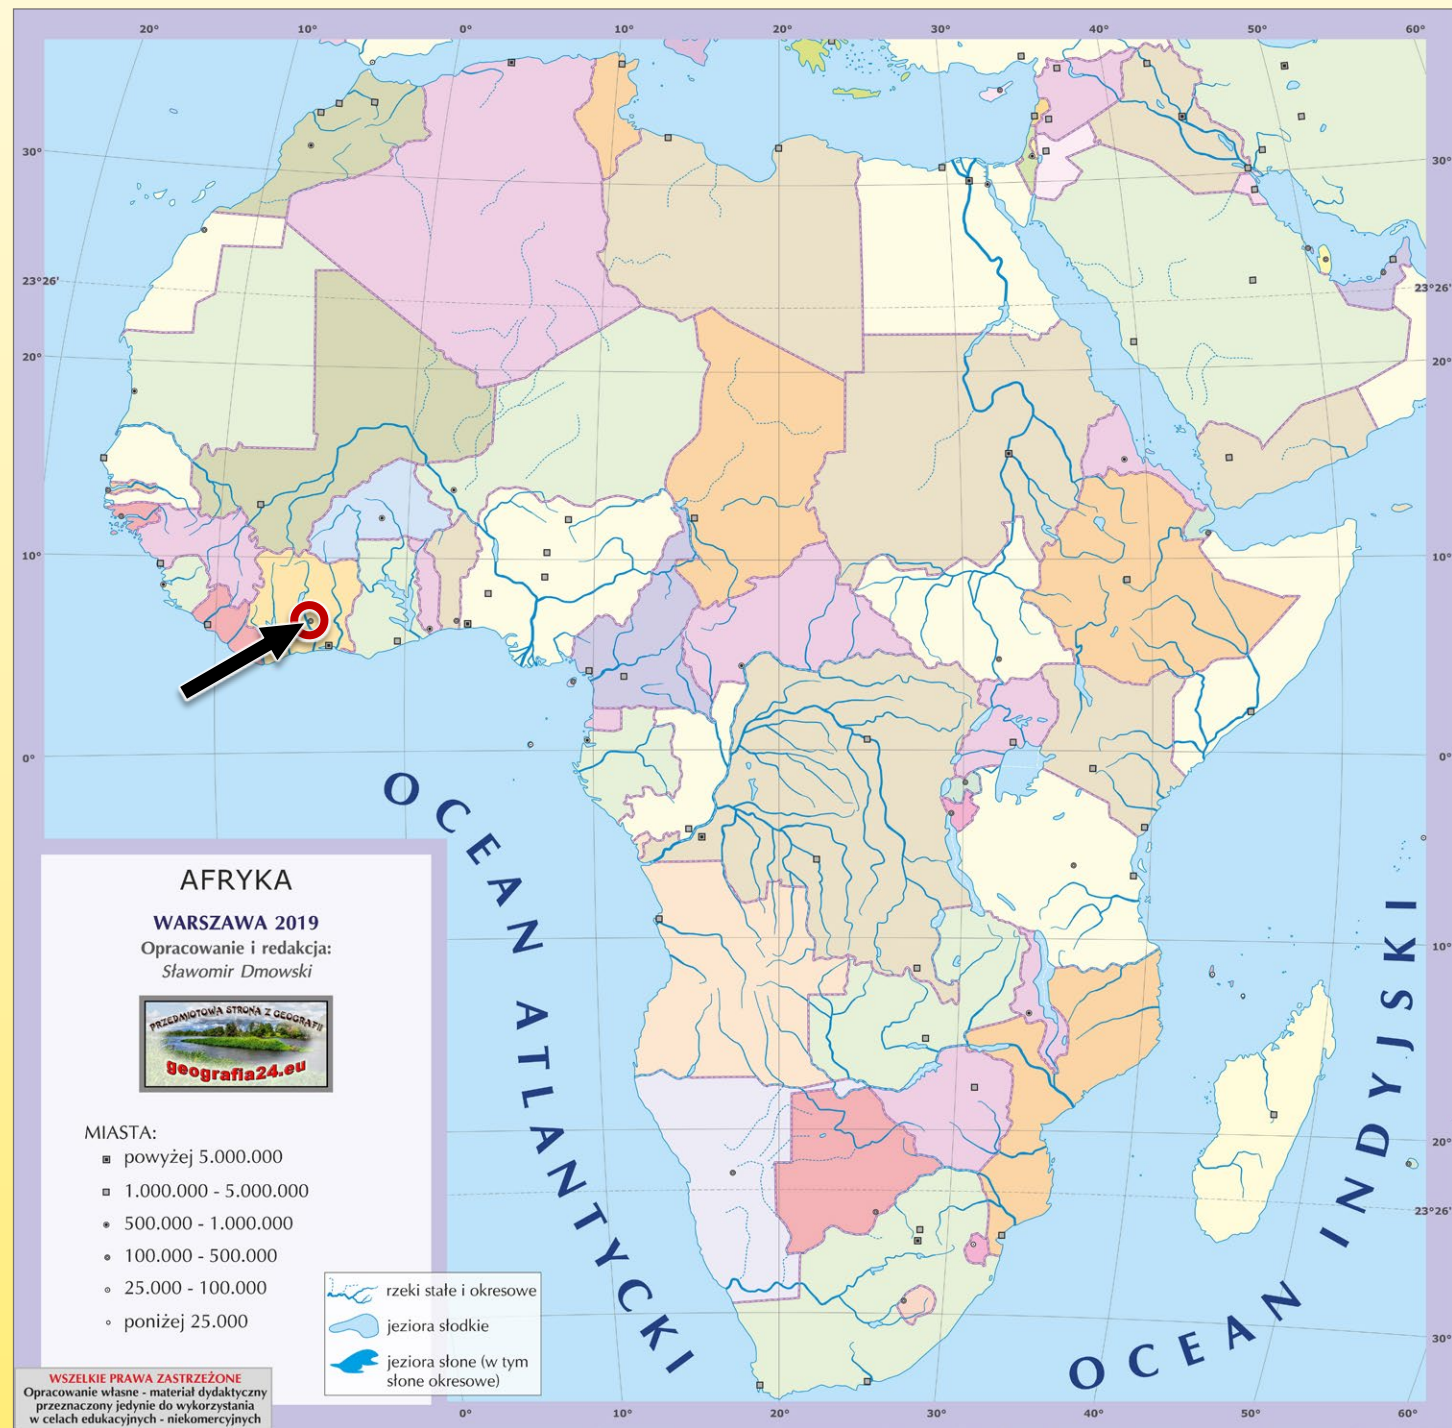 20° 10° 0° 10° 20° 30° 40° 50° 60°
30° 30°
23°26' 23°26'
20° 20°
10° 10°
0° 0°
10°
20°
23°26'
30°
OCEAN ATLANTYCKI
OCEAN INDYJSKI
AFRYKA
WARSZAWA 2019
Opracowanie i redakcja:
Sławomir Dmowski
PRZEDMIOTOWA STRONA Z GEOGRAFII
geografia24.eu
MIASTA:
powyżej 5.000.000
1.000.000 - 5.000.000
500.000 - 1.000.000
100.000 - 500.000
25.000 - 100.000
poniżej 25.000
rzeki stałe i okresowe
jeziora słodkie
jeziora słone (w tym
słone okresowe)
WSZELKIE PRAWA ZASTRZEŻONE
Opracowanie własne - materiał dydaktyczny
przeznaczony jedynie do wykorzystania
w celach edukacyjnych - niekomercyjnych
0° 10° 20° 30° 40° 50° 60°